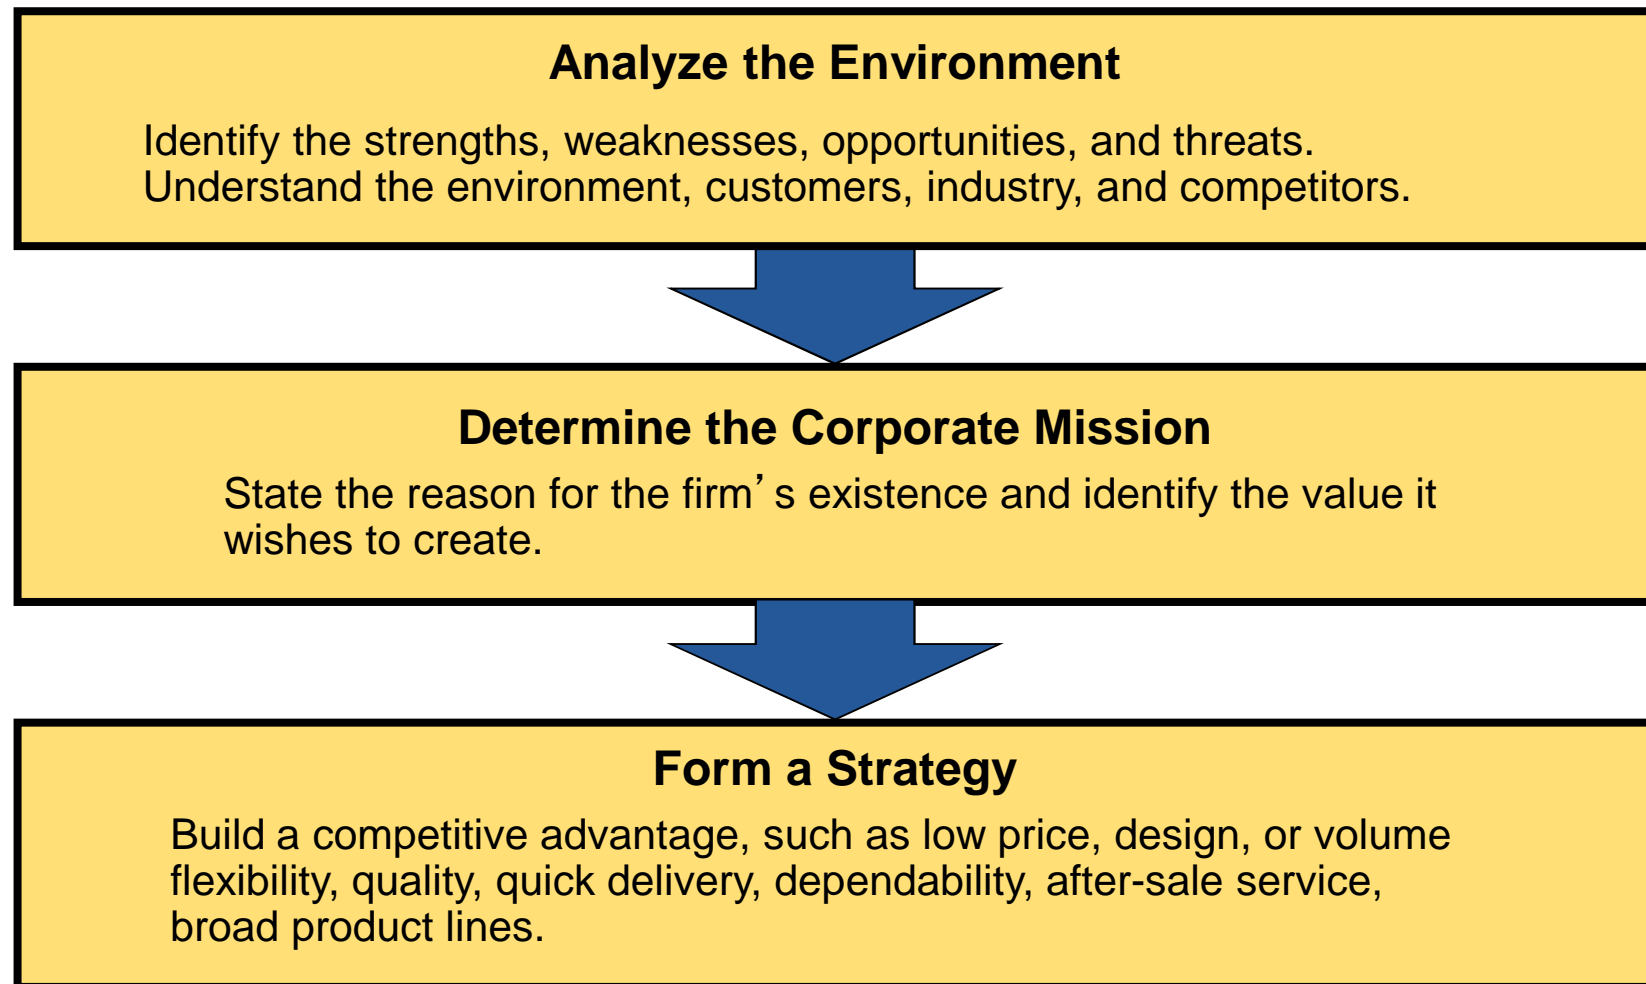 Analyze the Environment
Identify the strengths, weaknesses, opportunities, and threats.
Understand the environment, customers, industry, and competitors.
Determine the Corporate Mission
State the reason for the firm’s existence and identify the value it
wishes to create.
Form a Strategy
Build a competitive advantage, such as low price, design, or volume
flexibility, quality, quick delivery, dependability, after-sale service,
broad product lines.